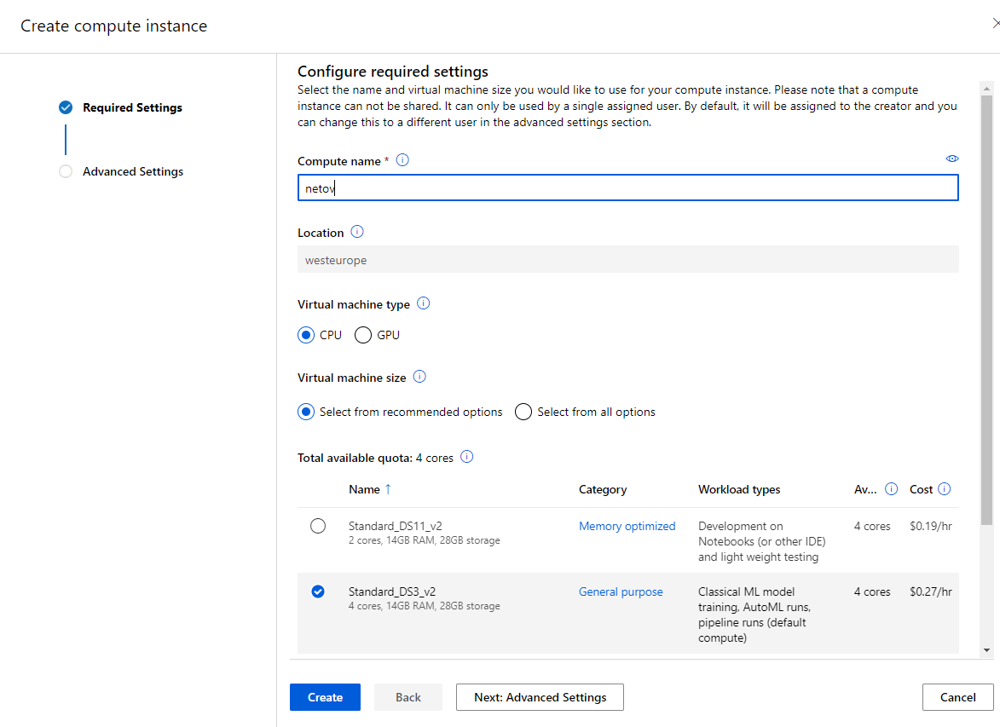 Create compute instance
Required Settings
Advanced Settings
Configure required settings
Select the name and virtual machine size you would like to use for your compute instance. Please note that a compute
instance can not be shared. It can only be used by a single assigned user. By default, it will be assigned to the creator and you
can change this to a different user in the advanced settings section.
Compute name *
netov
Location
westeurope
Virtual machine type
CPU GPU
Virtual machine size
Select from recommended options Select from all options
Total available quota: 4 cores
Name ↑ Category Workload types Av... Cost
Standard_DS11_v2 Memory optimized Development on 4 cores $0.19/hr
2 cores, 14GB RAM, 28GB storage Notebooks (or other IDE)
and light weight testing
Standard_DS3_v2 General purpose Classical ML model 4 cores $0.27/hr
4 cores, 14GB RAM, 28GB storage training, AutoML runs,
pipeline runs (default
compute)
Create Back Next: Advanced Settings Cancel